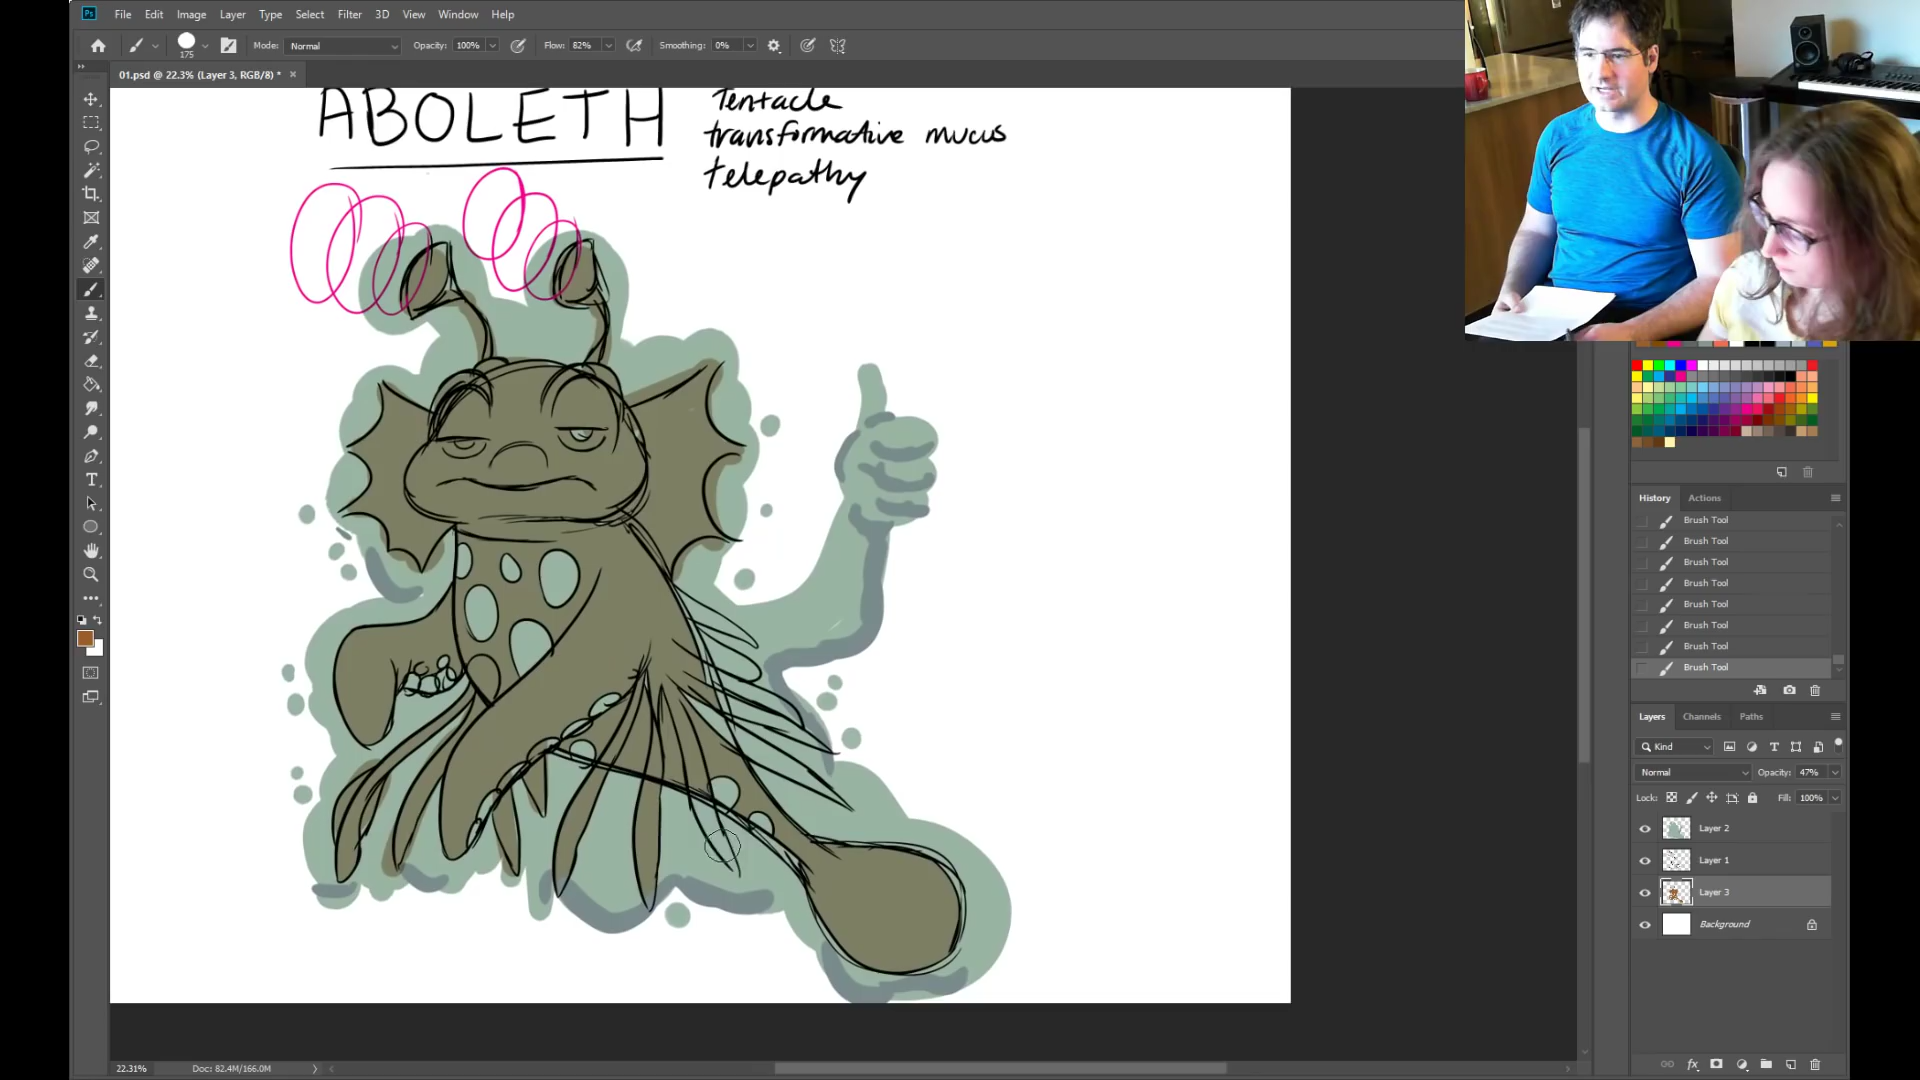 Ps File Edit Image Layer Type Select Filter 3D View Window Help
175 Mode: Normal Opacity: 100% Flow: 82% Smoothing: 0%
01.psd @ 22.3% (Layer 3, RGB/8) *
ABOLETH
Tentacle
transformative mucus
telepathy
History Actions
Brush Tool
Brush Tool
Brush Tool
Brush Tool
Brush Tool
Brush Tool
Brush Tool
Brush Tool
Layers Channels Paths
Kind
Normal Opacity: 47%
Lock: Fill: 100%
Layer 2
Layer 1
Layer 3
Background
fx
22.31% Doc: 82.4M/166.0M